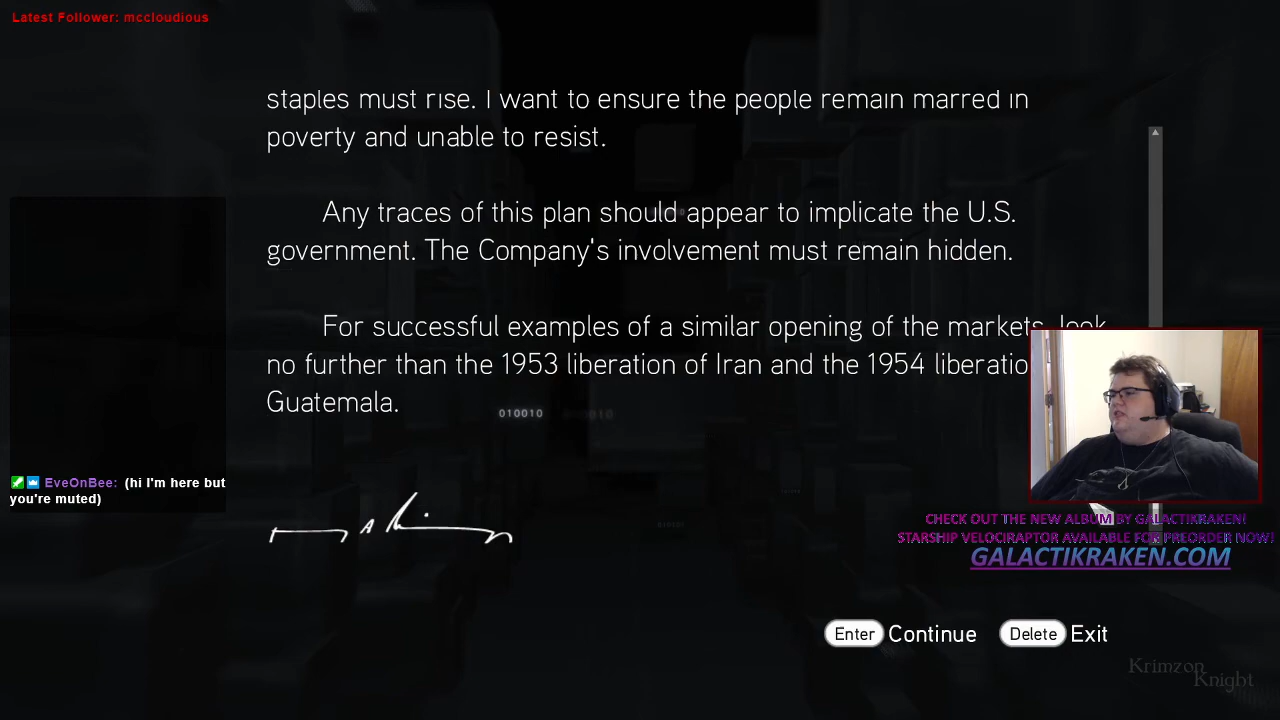 Latest Follower: mccloudious
staples must rise. I want to ensure the people remain marred in
poverty and unable to resist.
Any traces of this plan should appear to implicate the U.S.
government. The Company's involvement must remain hidden.
For successful examples of a similar opening of the markets, look
no further than the 1953 liberation of Iran and the 1954 liberatio
Guatemala.
010010
EveOnBee: (hi I'm here but
you're muted)
CHECK OUT THE NEW ALBUM BY GALACTIKRAKEN!
STARSHIP VELOCIRAPTOR AVAILABLE FOR PREORDER NOW!
GALACTIKRAKEN.COM
Enter Continue Delete Exit
Krimzon
Knight